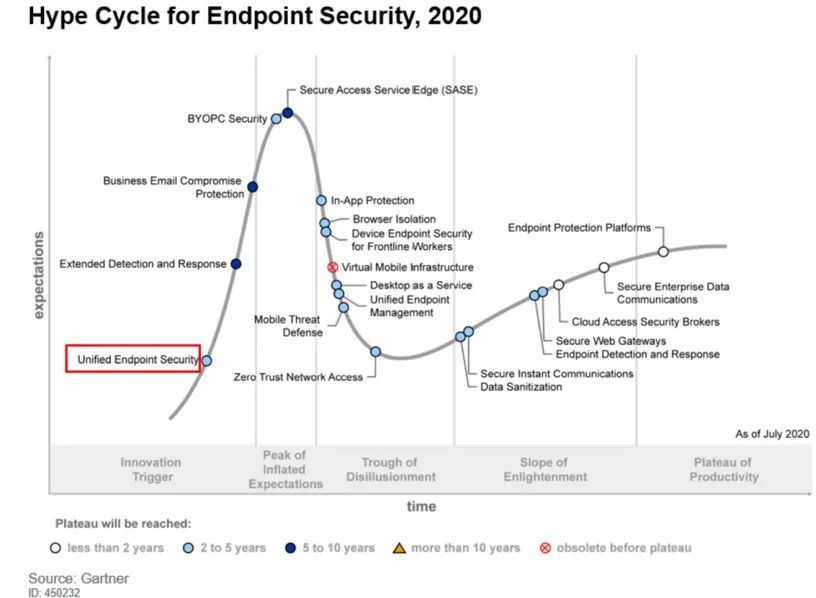 Hype Cycle for Endpoint Security, 2020
Secure Access Service Edge (SASE)
BYOPC Security
Business Email Compromise
Protection
In-App Protection
Browser Isolation
Device Endpoint Security
for Frontline Workers
Endpoint Protection Platforms
Extended Detection and Response
Virtual Mobile Infrastructure
Desktop as a Service
Unified Endpoint
Management
Secure Enterprise Data
Communications
Mobile Threat
Defense
Cloud Access Security Brokers
Secure Web Gateways
Endpoint Detection and Response
Unified Endpoint Security
Zero Trust Network Access
Secure Instant Communications
Data Sanitization
expectations
As of July 2020
Innovation
Trigger
Peak of
Inflated
Expectations
Trough of
Disillusionment
Slope of
Enlightenment
Plateau of
Productivity
time
Plateau will be reached:
less than 2 years
2 to 5 years
5 to 10 years
more than 10 years
obsolete before plateau
Source: Gartner
ID: 450232